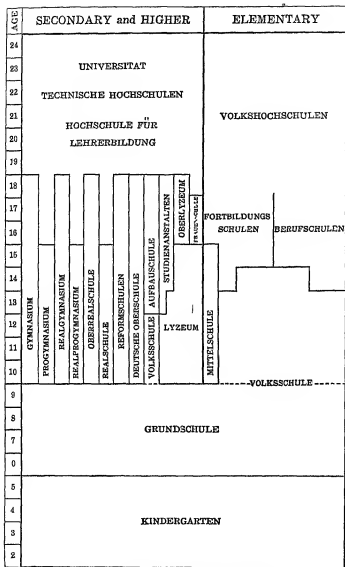 AGE
SECONDARY and HIGHER
ELEMENTARY
24
23
22
21
20
19
18
17
16
15
14
13
12
11
10
9
8
7
0
5
4
3
2
UNIVERSITAT
TECHNISCHE HOCHSCHULEN
HOCHSCHULE FÜR
LEHRERBILDUNG
VOLKSHOCHSCHULEN
GYMNASIUM
PROGYMNASIUM
REALGYMNASIUM
REALPROGYMNASIUM
OBERREALSCHULE
REALSCHULE
REFORMSCHULEN
DEUTSCHE OBERSCHULE
VOLKSSCHULE
AUFBAUSCHULE
STUDIENANSTALTEN
OBERLYZEUM
LYZEUM
MITTELSCHULE
FORTBILDUNGS
SCHULEN
BERUFSCHULEN
VOLKSSCHULE
GRUNDSCHULE
KINDERGARTEN